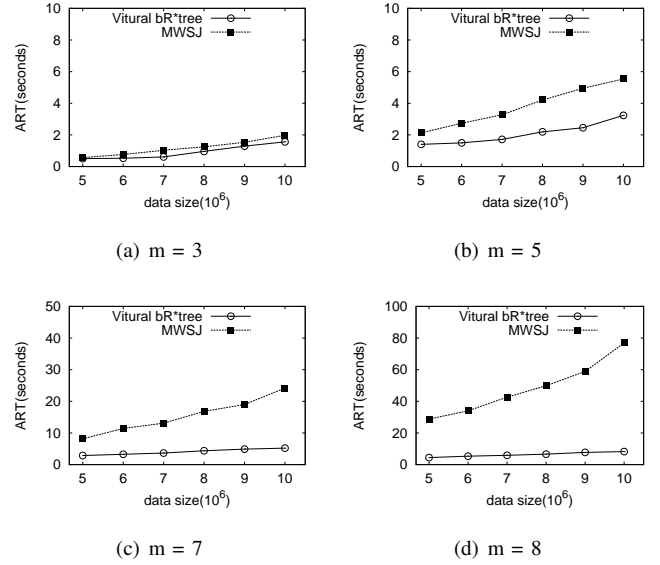 10
8
6
4
2
0
ART(seconds)
Vitural bR*tree
MWSJ
5 6 7 8 9 10
data size(10^6)
(a) m = 3
10
8
6
4
2
0
ART(seconds)
Vitural bR*tree
MWSJ
5 6 7 8 9 10
data size(10^6)
(b) m = 5
50
40
30
20
10
0
ART(seconds)
Vitural bR*tree
MWSJ
5 6 7 8 9 10
data size(10^6)
(c) m = 7
100
80
60
40
20
0
ART(seconds)
Vitural bR*tree
MWSJ
5 6 7 8 9 10
data size(10^6)
(d) m = 8